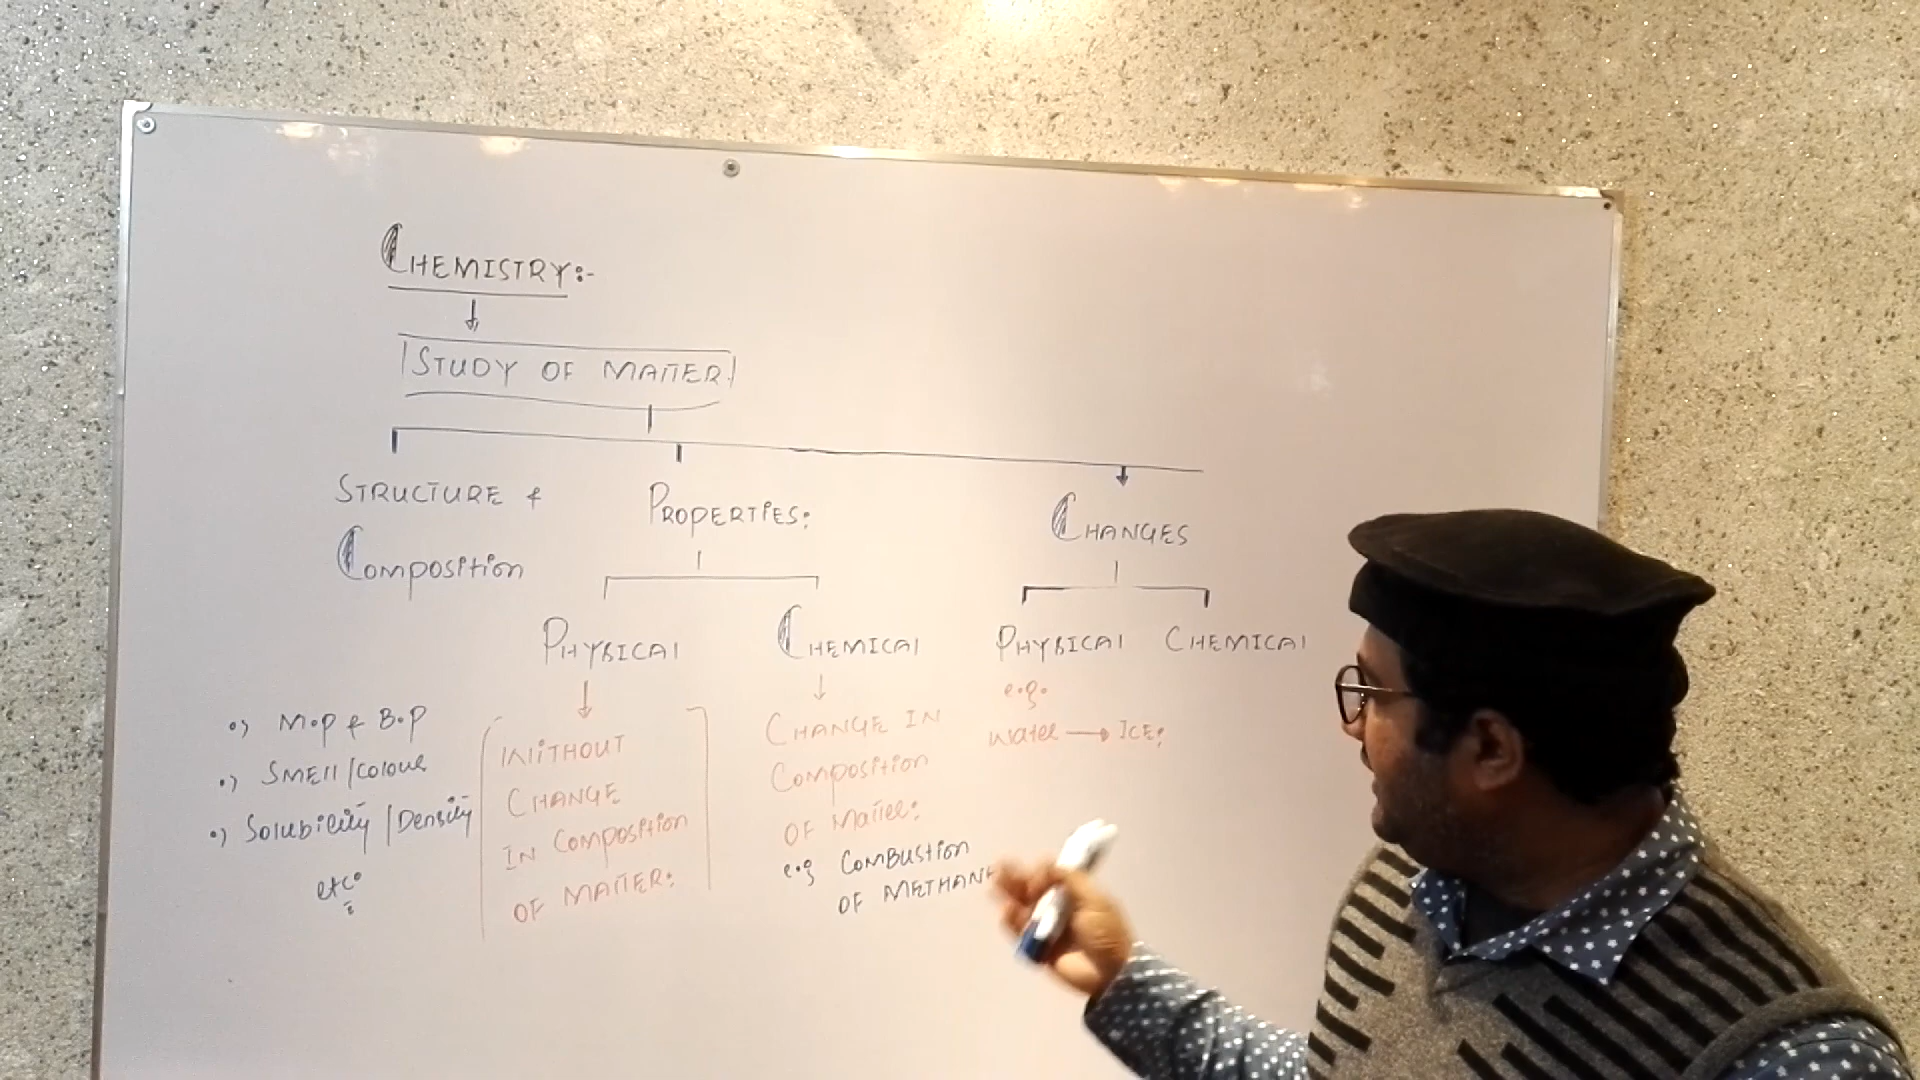 CHEMISTRY:-
STUDY OF MATTER
STRUCTURE &
COMPOSITION
PROPERTIES:
CHANGES
PHYSICAL
CHEMICAL
PHYSICAL
CHEMICAL
•) M.P & B.P
•) SMELL/COLOUR
•) Solubility/Density
etc.
WITHOUT
CHANGE
IN COMPOSITION
OF MATTER:
CHANGE IN
COMPOSITION
OF MATTER:
e.g COMBUSTION
OF METHANE
e.g.
WATER → ICE: